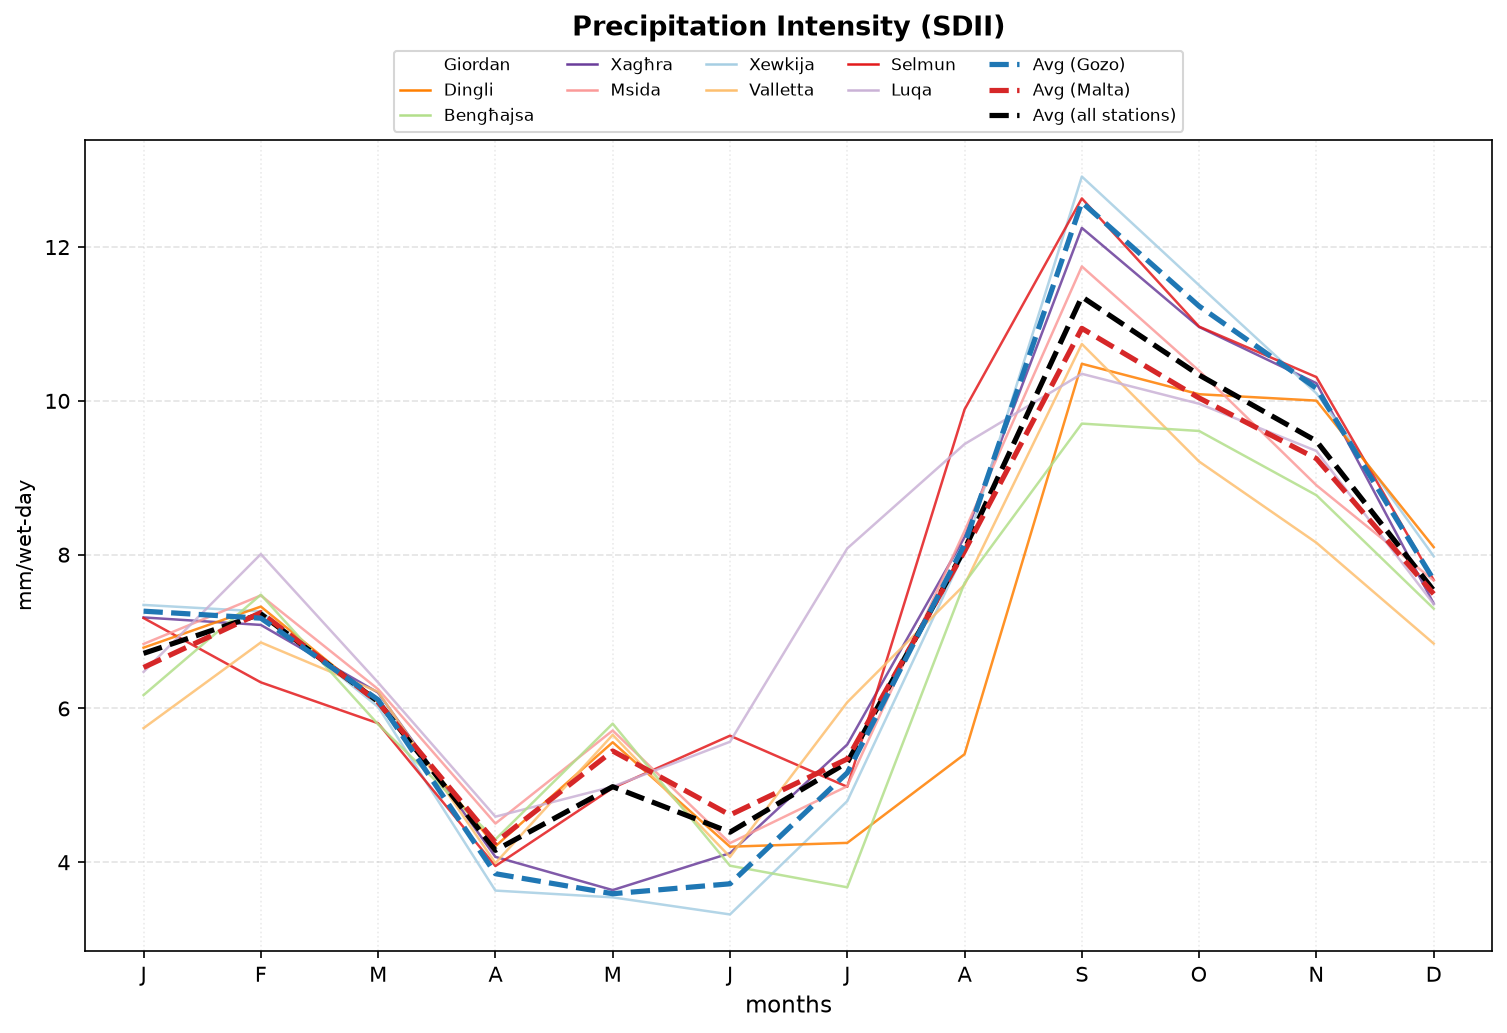 Precipitation Intensity (SDII)
Giordan Xagħra Xewkija Selmun Avg (Gozo)
Dingli Msida Valletta Luqa Avg (Malta)
Bengħajsa Avg (all stations)
12
10
8
6
4
mm/wet-day
J F M A M J J A S O N D
months